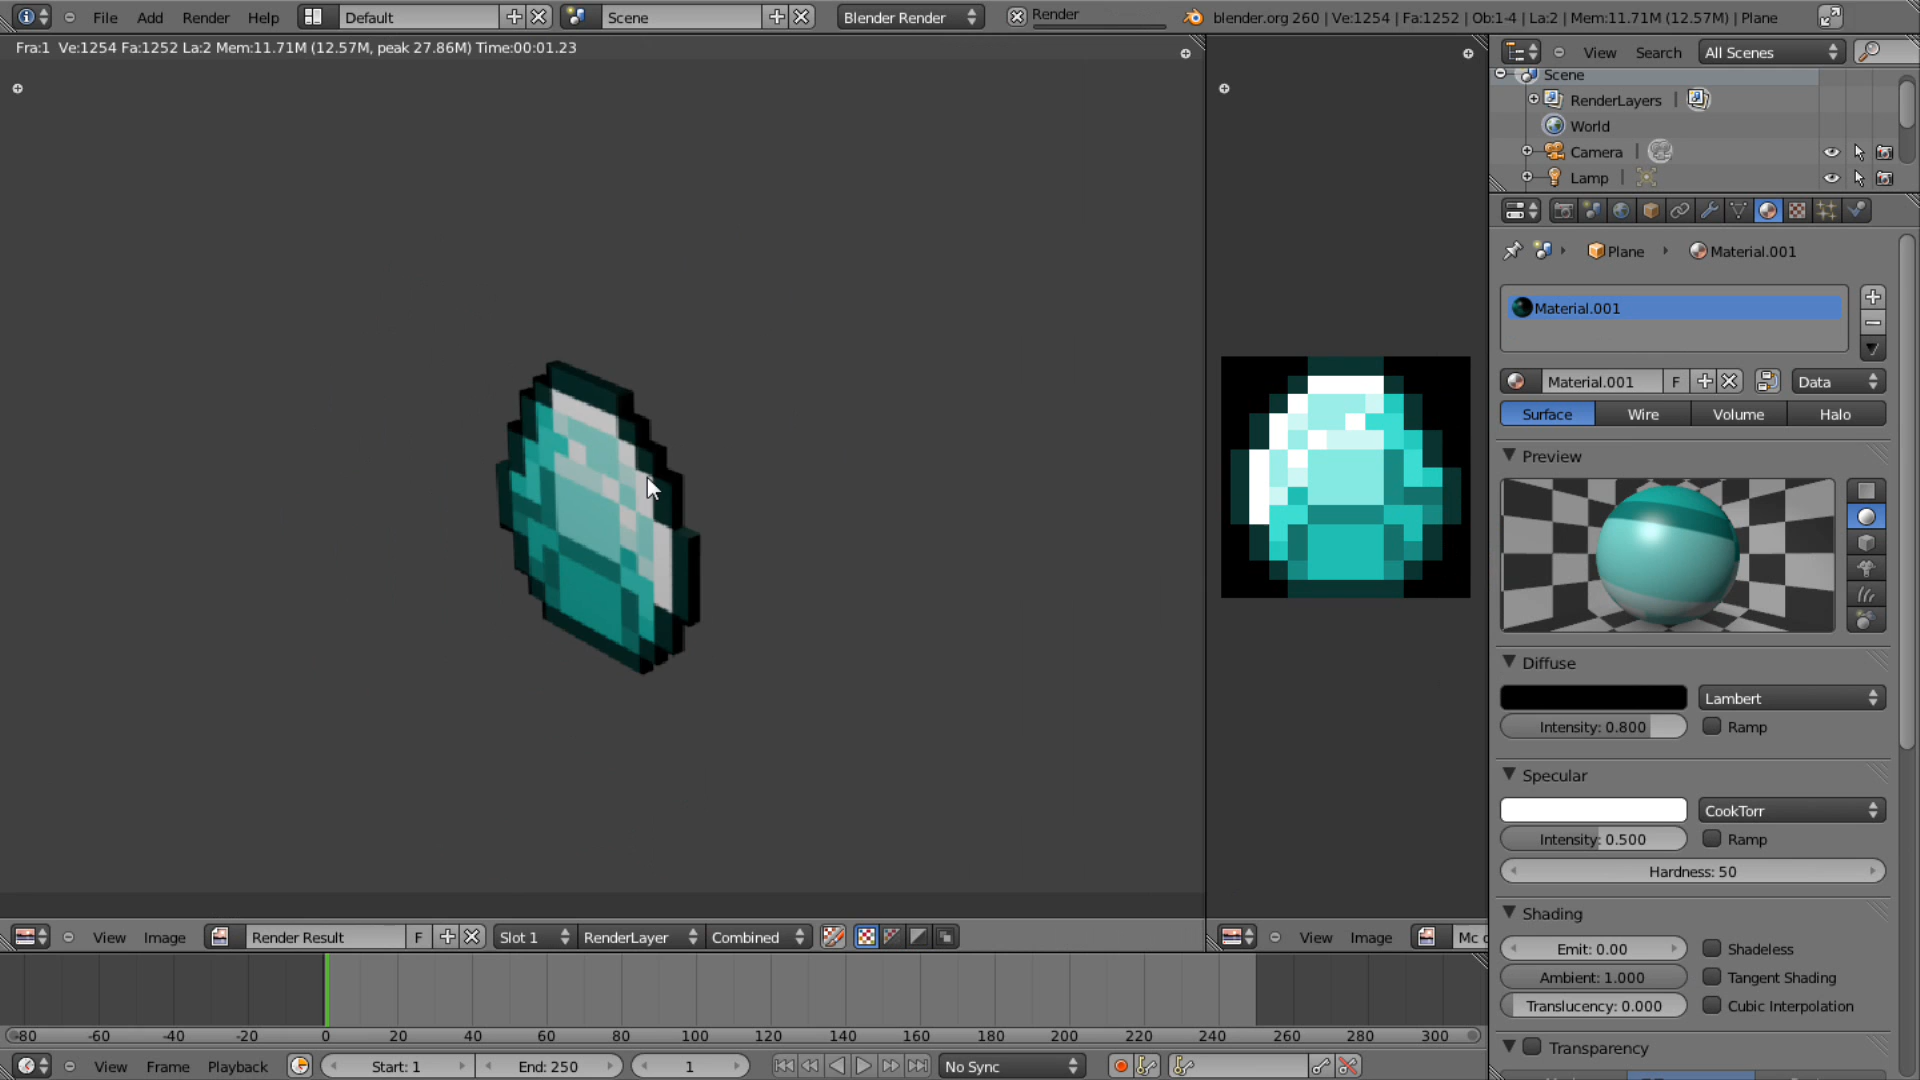 File Add Render Help Default Scene Blender Render Render blender.org 260 | Ve:1254 | Fa:1252 | Ob:1-4 | La:2 | Mem:11.71M (12.57M) | Plane
Fra:1 Ve:1254 Fa:1252 La:2 Mem:11.71M (12.57M, peak 27.86M) Time:00:01.23
View Search All Scenes
Scene
RenderLayers
World
Camera
Lamp
Plane Material.001
Material.001
Material.001 F Data
Surface Wire Volume Halo
Preview
Diffuse
Lambert
Intensity: 0.800 Ramp
Specular
CookTorr
Intensity: 0.500 Ramp
Hardness: 50
Shading
Emit: 0.00 Shadeless
Ambient: 1.000 Tangent Shading
Translucency: 0.000 Cubic Interpolation
Transparency
View Image Render Result F Slot 1 RenderLayer Combined View Image Mc
-80 -60 -40 -20 0 20 40 60 80 100 120 140 160 180 200 220 240 260 280 300
View Frame Playback Start: 1 End: 250 1 No Sync